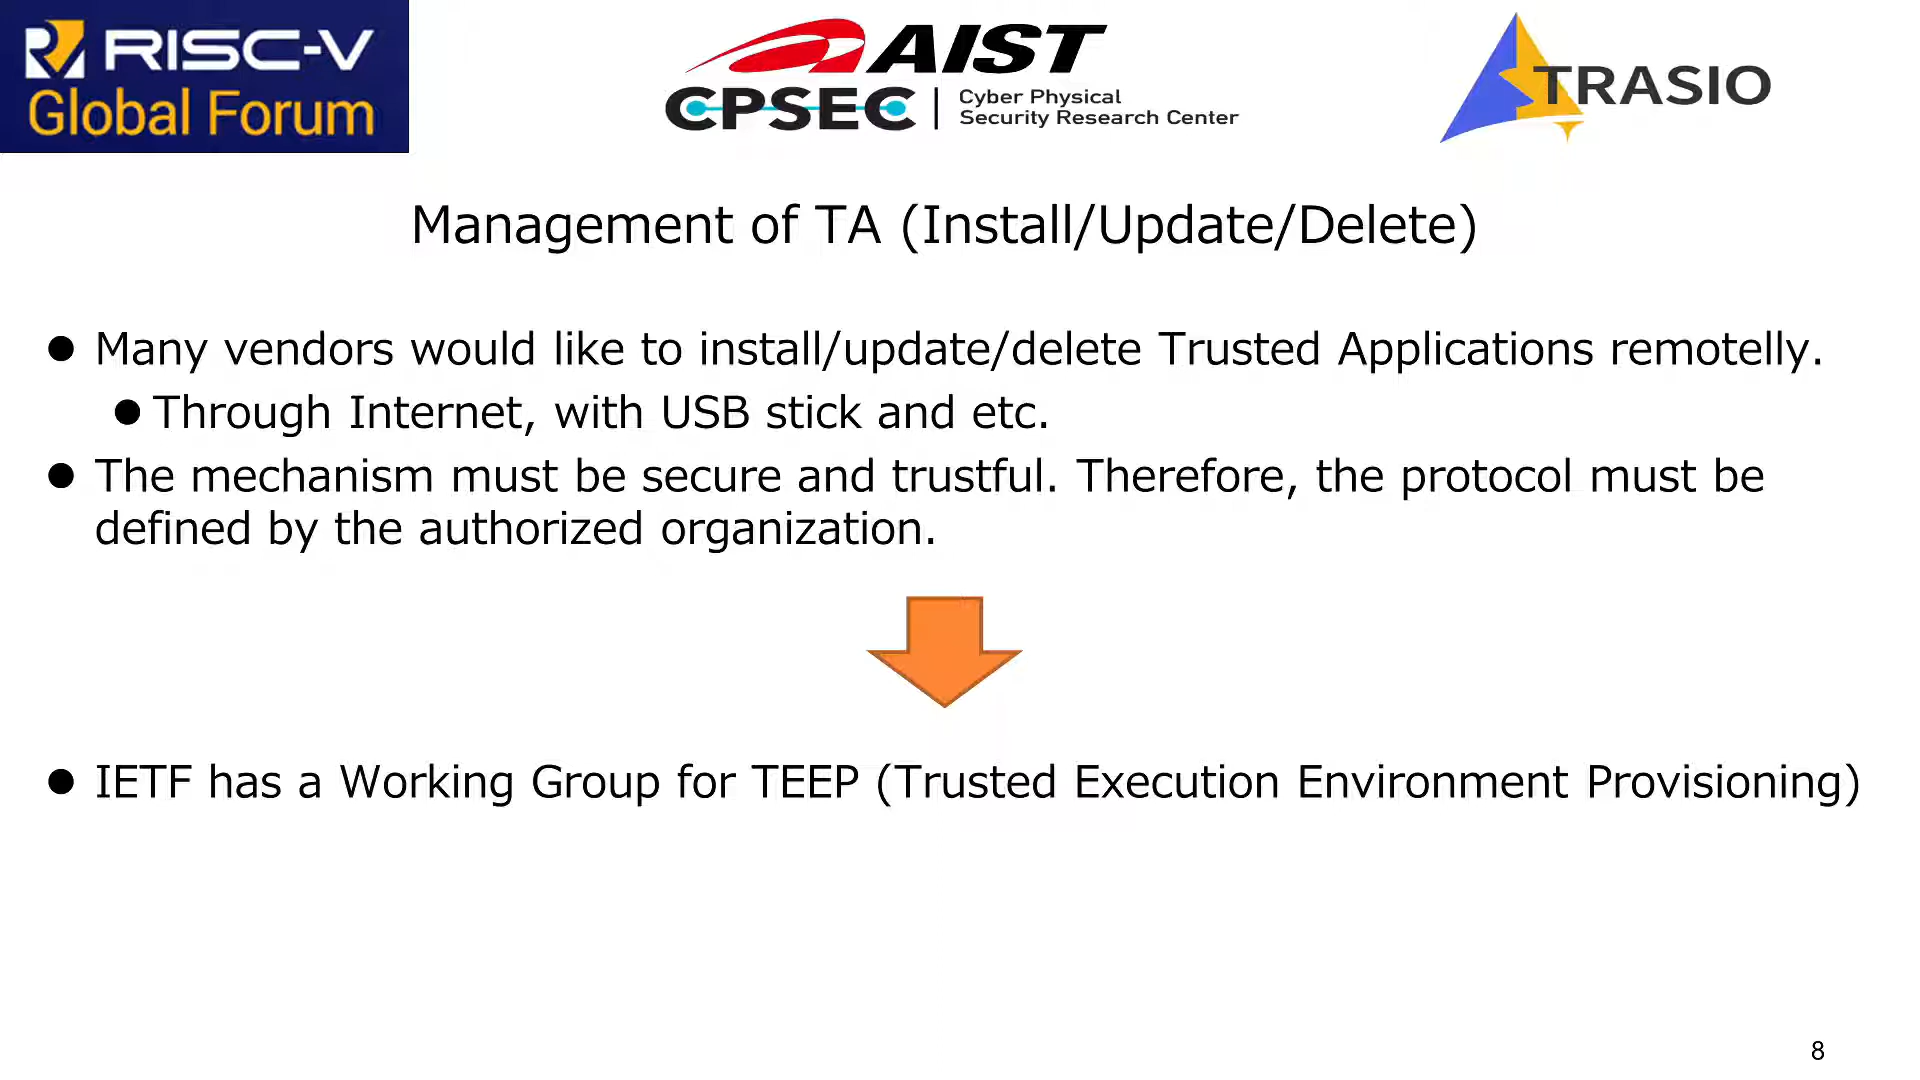 RISC-V
Global Forum
AIST
CPSEC
Cyber Physical
Security Research Center
TRASIO
Management of TA (Install/Update/Delete)
● Many vendors would like to install/update/delete Trusted Applications remotelly.
● Through Internet, with USB stick and etc.
● The mechanism must be secure and trustful. Therefore, the protocol must be
defined by the authorized organization.
● IETF has a Working Group for TEEP (Trusted Execution Environment Provisioning)
8